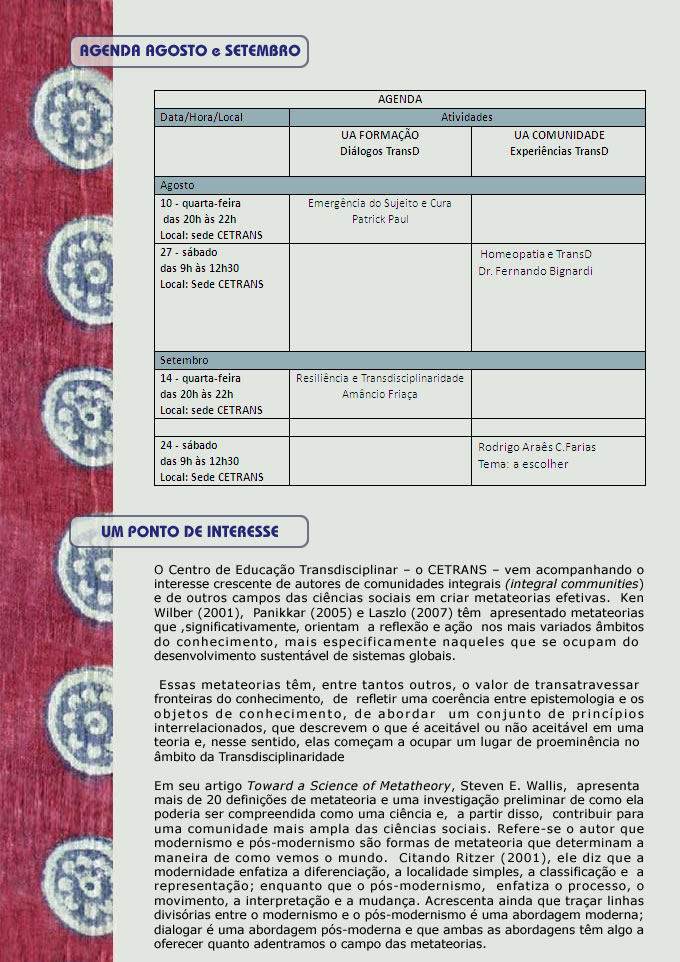 AGENDA AGOSTO e SETEMBRO
AGENDA
Data/Hora/Local Atividades
UA FORMAÇÃO UA COMUNIDADE
Diálogos TransD Experiências TransD
Agosto
10 - quarta-feira Emergência do Sujeito e Cura
das 20h às 22h Patrick Paul
Local: sede CETRANS
27 - sábado Homeopatia e TransD
das 9h às 12h30 Dr. Fernando Bignardi
Local: Sede CETRANS
Setembro
14 - quarta-feira Resiliência e Transdisciplinaridade
das 20h às 22h Amâncio Friaça
Local: sede CETRANS
24 - sábado Rodrigo Araês C.Farias
das 9h às 12h30 Tema: a escolher
Local: Sede CETRANS
UM PONTO DE INTERESSE
O Centro de Educação Transdisciplinar – o CETRANS – vem acompanhando o
interesse crescente de autores de comunidades integrais (integral communities)
e de outros campos das ciências sociais em criar metateorias efetivas. Ken
Wilber (2001), Panikkar (2005) e Laszlo (2007) têm apresentado metateorias
que ,significativamente, orientam a reflexão e ação nos mais variados âmbitos
do conhecimento, mais especificamente naqueles que se ocupam do
desenvolvimento sustentável de sistemas globais.
Essas metateorias têm, entre tantos outros, o valor de transatravessar
fronteiras do conhecimento, de refletir uma coerência entre epistemologia e os
objetos de conhecimento, de abordar um conjunto de princípios
interrelacionados, que descrevem o que é aceitável ou não aceitável em uma
teoria e, nesse sentido, elas começam a ocupar um lugar de proeminência no
âmbito da Transdisciplinaridade
Em seu artigo Toward a Science of Metatheory, Steven E. Wallis, apresenta
mais de 20 definições de metateoria e uma investigação preliminar de como ela
poderia ser compreendida como uma ciência e, a partir disso, contribuir para
uma comunidade mais ampla das ciências sociais. Refere-se o autor que
modernismo e pós-modernismo são formas de metateoria que determinam a
maneira de como vemos o mundo. Citando Ritzer (2001), ele diz que a
modernidade enfatiza a diferenciação, a localidade simples, a classificação e a
representação; enquanto que o pós-modernismo, enfatiza o processo, o
movimento, a interpretação e a mudança. Acrescenta ainda que traçar linhas
divisórias entre o modernismo e o pós-modernismo é uma abordagem moderna;
dialogar é uma abordagem pós-moderna e que ambas as abordagens têm algo a
oferecer quanto adentramos o campo das metateorias.